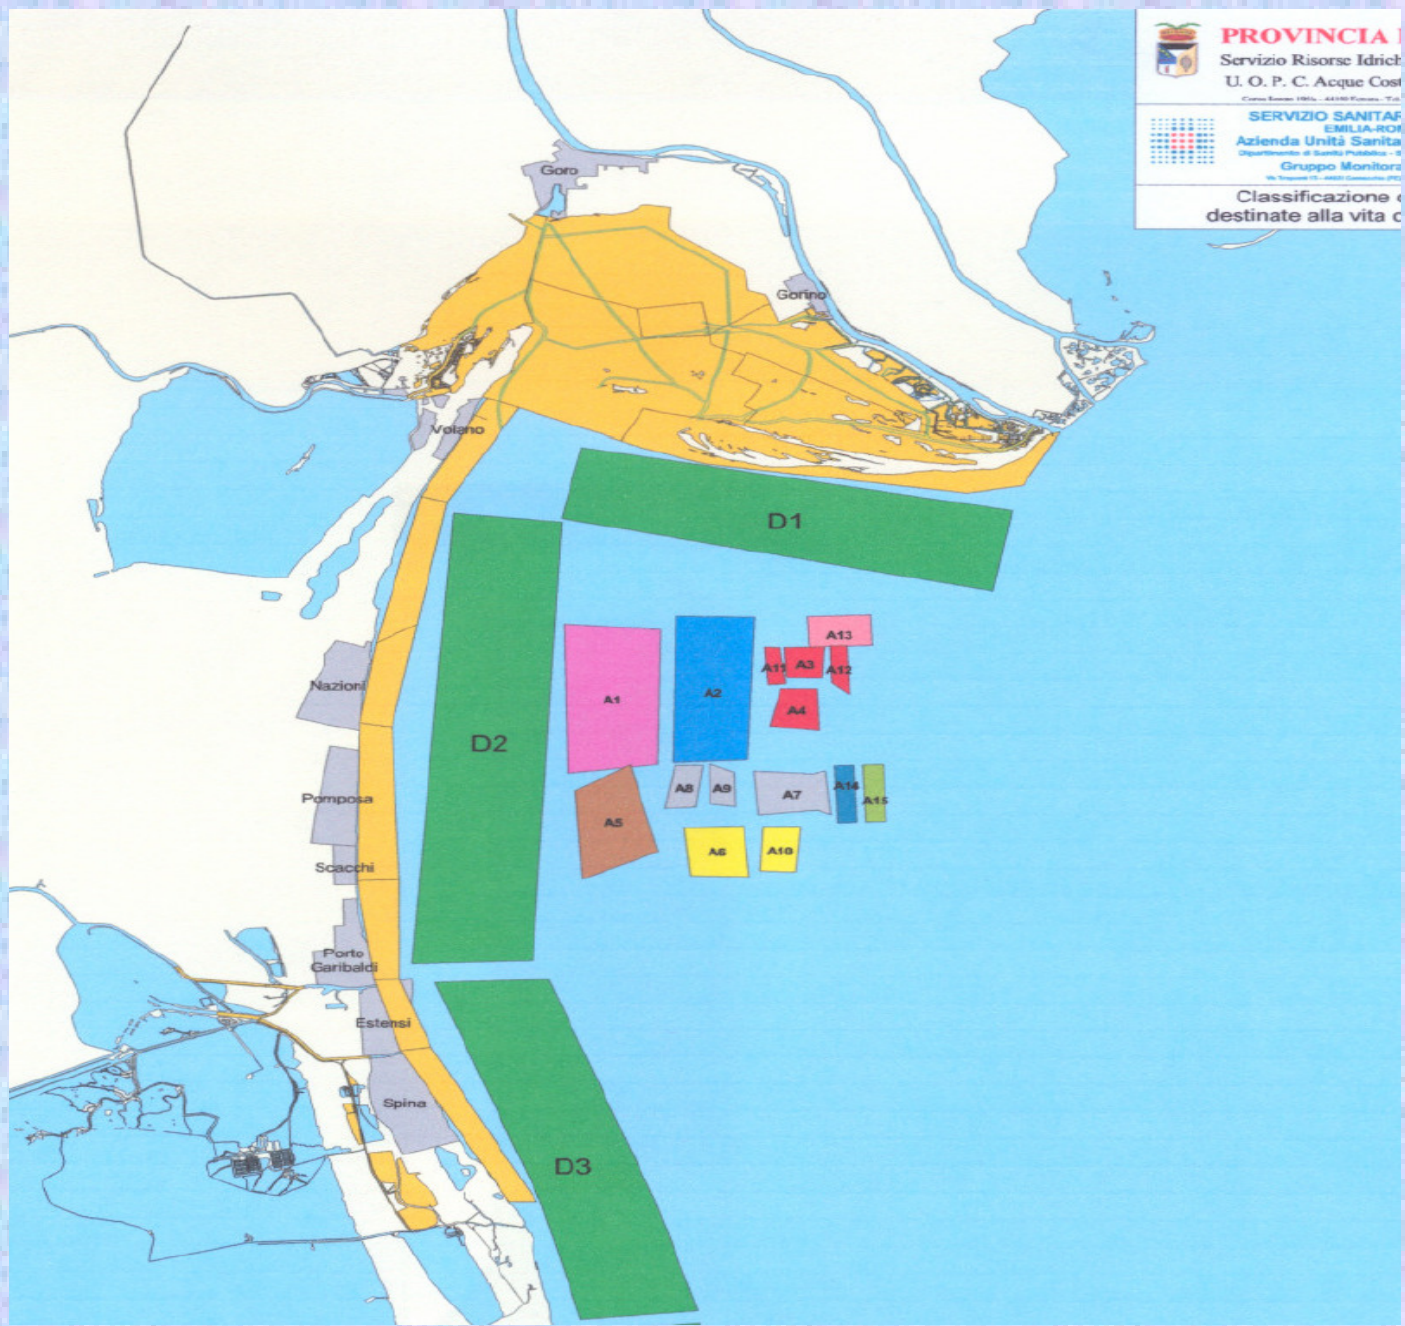 PROVINCIA
Servizio Risorse Idrich
U. O. P. C. Acque Cost
SERVIZIO SANITAR
EMILIA-ROM
Azienda Unità Sanita
Gruppo Monitora
Classificazione
destinate alla vita
Goro
Gorino
Volano
D1
A13
A11
A3
A12
Nazioni
A1
A2
A4
D2
A8
A9
A7
A14
A15
Pomposa
A5
A6
A10
Scacchi
Porto
Garibaldi
Estensi
Spina
D3